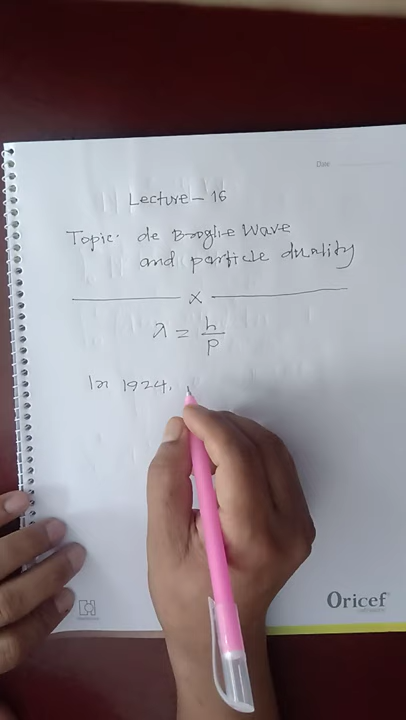 Date
Lecture - 16
Topic: de Broglie Wave
and particle duality
x
λ = h/p
In 1924,
Oricef